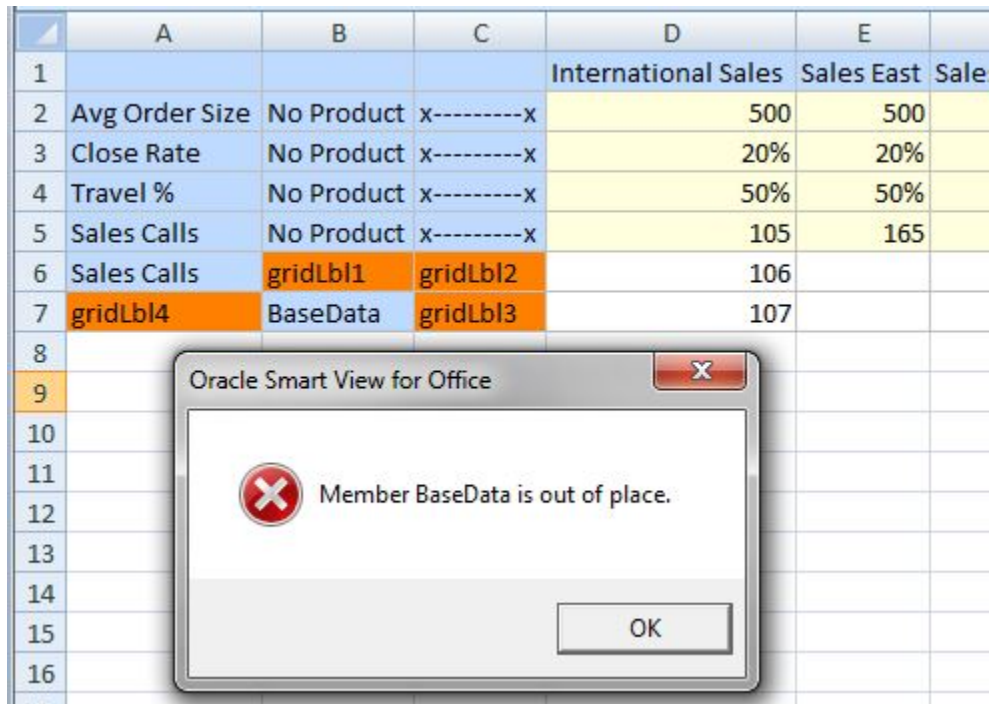 A B C D E
1 International Sales Sales East Sale
2 Avg Order Size No Product x---------x 500 500
3 Close Rate No Product x---------x 20% 20%
4 Travel % No Product x---------x 50% 50%
5 Sales Calls No Product x---------x 105 165
6 Sales Calls gridLbl1 gridLbl2 106
7 gridLbl4 BaseData gridLbl3 107
8
9
Oracle Smart View for Office
10
11
12
Member BaseData is out of place.
13
14
15
OK
16